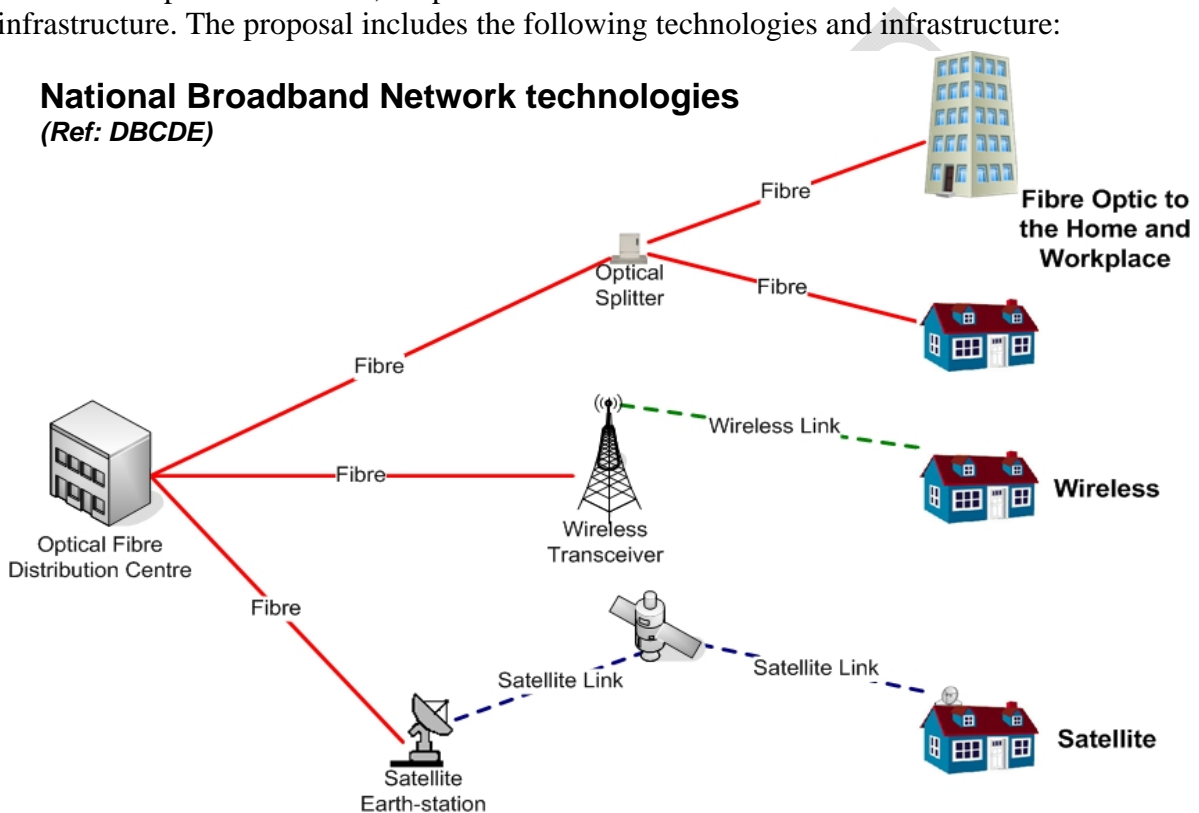 infrastructure. The proposal includes the following technologies and infrastructure:
National Broadband Network technologies
(Ref: DBCDE)
Fibre
Fibre Optic to
the Home and
Workplace
Optical
Splitter
Fibre
Fibre
Wireless Link
Fibre
Wireless
Wireless
Transceiver
Optical Fibre
Distribution Centre
Fibre
Satellite Link
Satellite Link
Satellite
Satellite
Earth-station